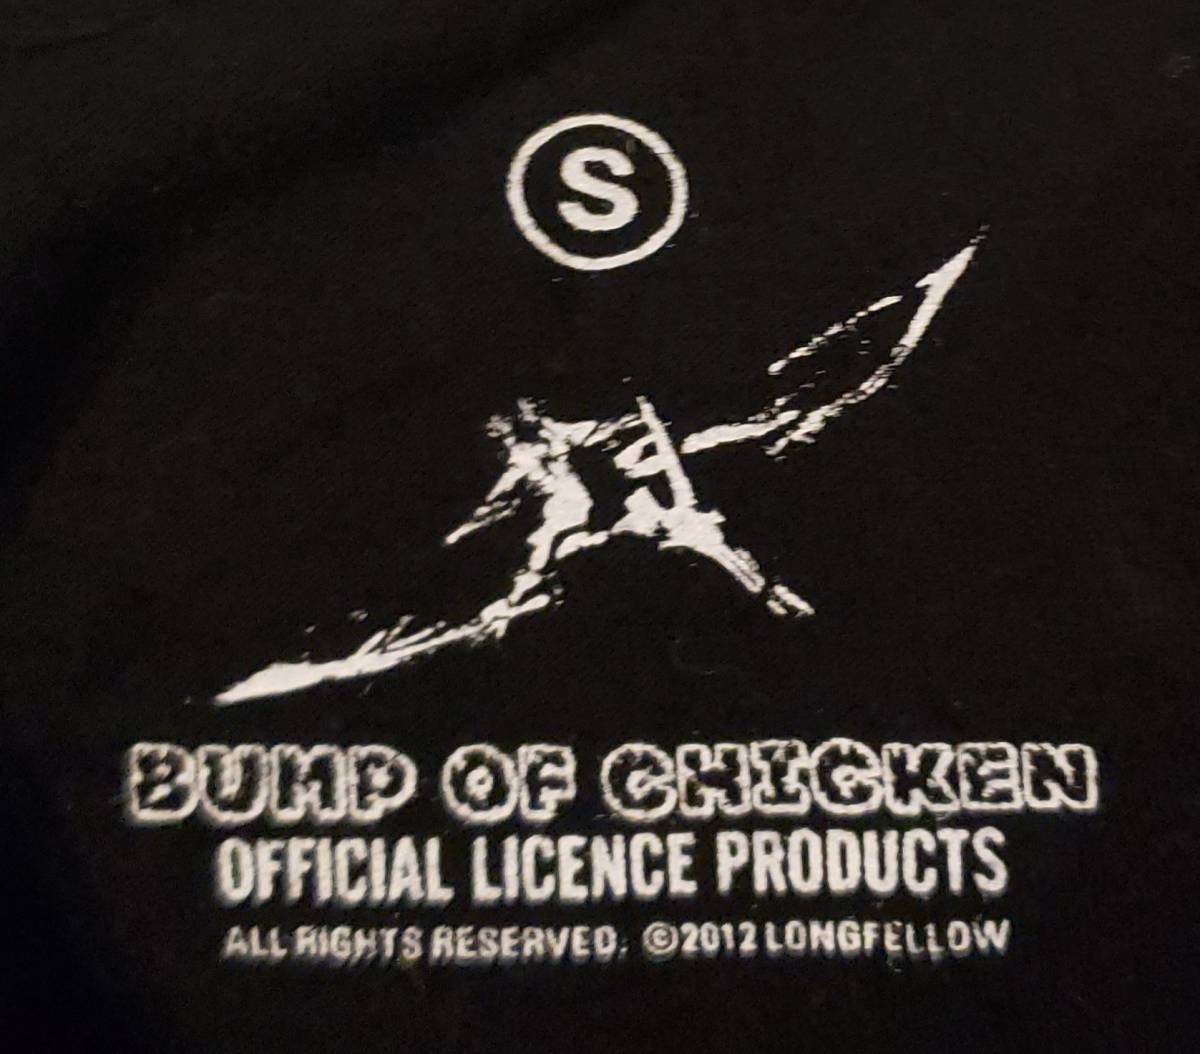 S
BUMP OF CHICKEN
OFFICIAL LICENCE PRODUCTS
ALL RIGHTS RESERVED. ©2012 LONGFELLOW